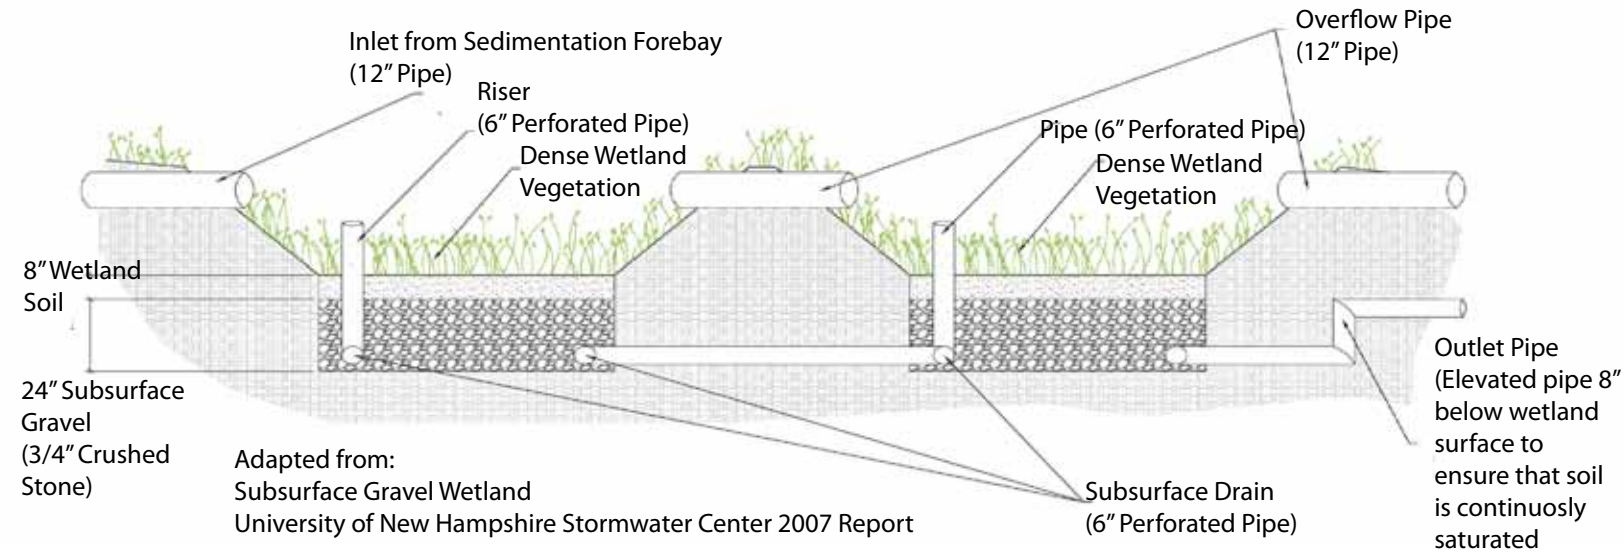 Inlet from Sedimentation Forebay
(12" Pipe)
Riser
(6" Perforated Pipe)
Dense Wetland
Vegetation
Overflow Pipe
(12" Pipe)
Pipe (6" Perforated Pipe)
Dense Wetland
Vegetation
8" Wetland
Soil
24" Subsurface
Gravel
(3/4" Crushed
Stone)
Adapted from:
Subsurface Gravel Wetland
University of New Hampshire Stormwater Center 2007 Report
Subsurface Drain
(6" Perforated Pipe)
Outlet Pipe
(Elevated pipe 8"
below wetland
surface to
ensure that soil
is continuosly
saturated